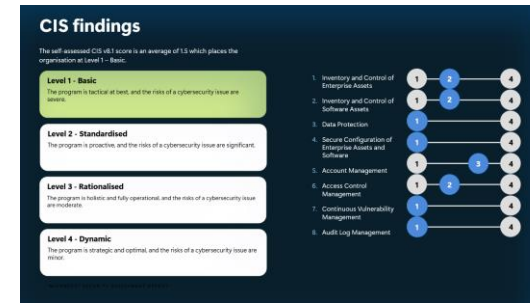 CIS findings
The self-assessed CIS v8.1 score is an average of 1.5 which places the
organisation at Level 1 – Basic.
Level 1 - Basic
The program is tactical at best, and the risks of a cybersecurity issue are
severe.
Level 2 - Standardised
The program is proactive, and the risks of a cybersecurity issue are significant.
Level 3 - Rationalised
The program is holistic and fully operational, and the risks of a cybersecurity issue
are moderate.
Level 4 - Dynamic
The program is strategic and optimal, and the risks of a cybersecurity issue are
minor.
1. Inventory and Control of
Enterprise Assets
1 2 4
2. Inventory and Control of
Software Assets
1 2 4
3. Data Protection
1 4
4. Secure Configuration of
Enterprise Assets and
Software
1 4
5. Account Management
1 3 4
6. Access Control
Management
1 2 4
7. Continuous Vulnerability
Management
1 4
8. Audit Log Management
1 4